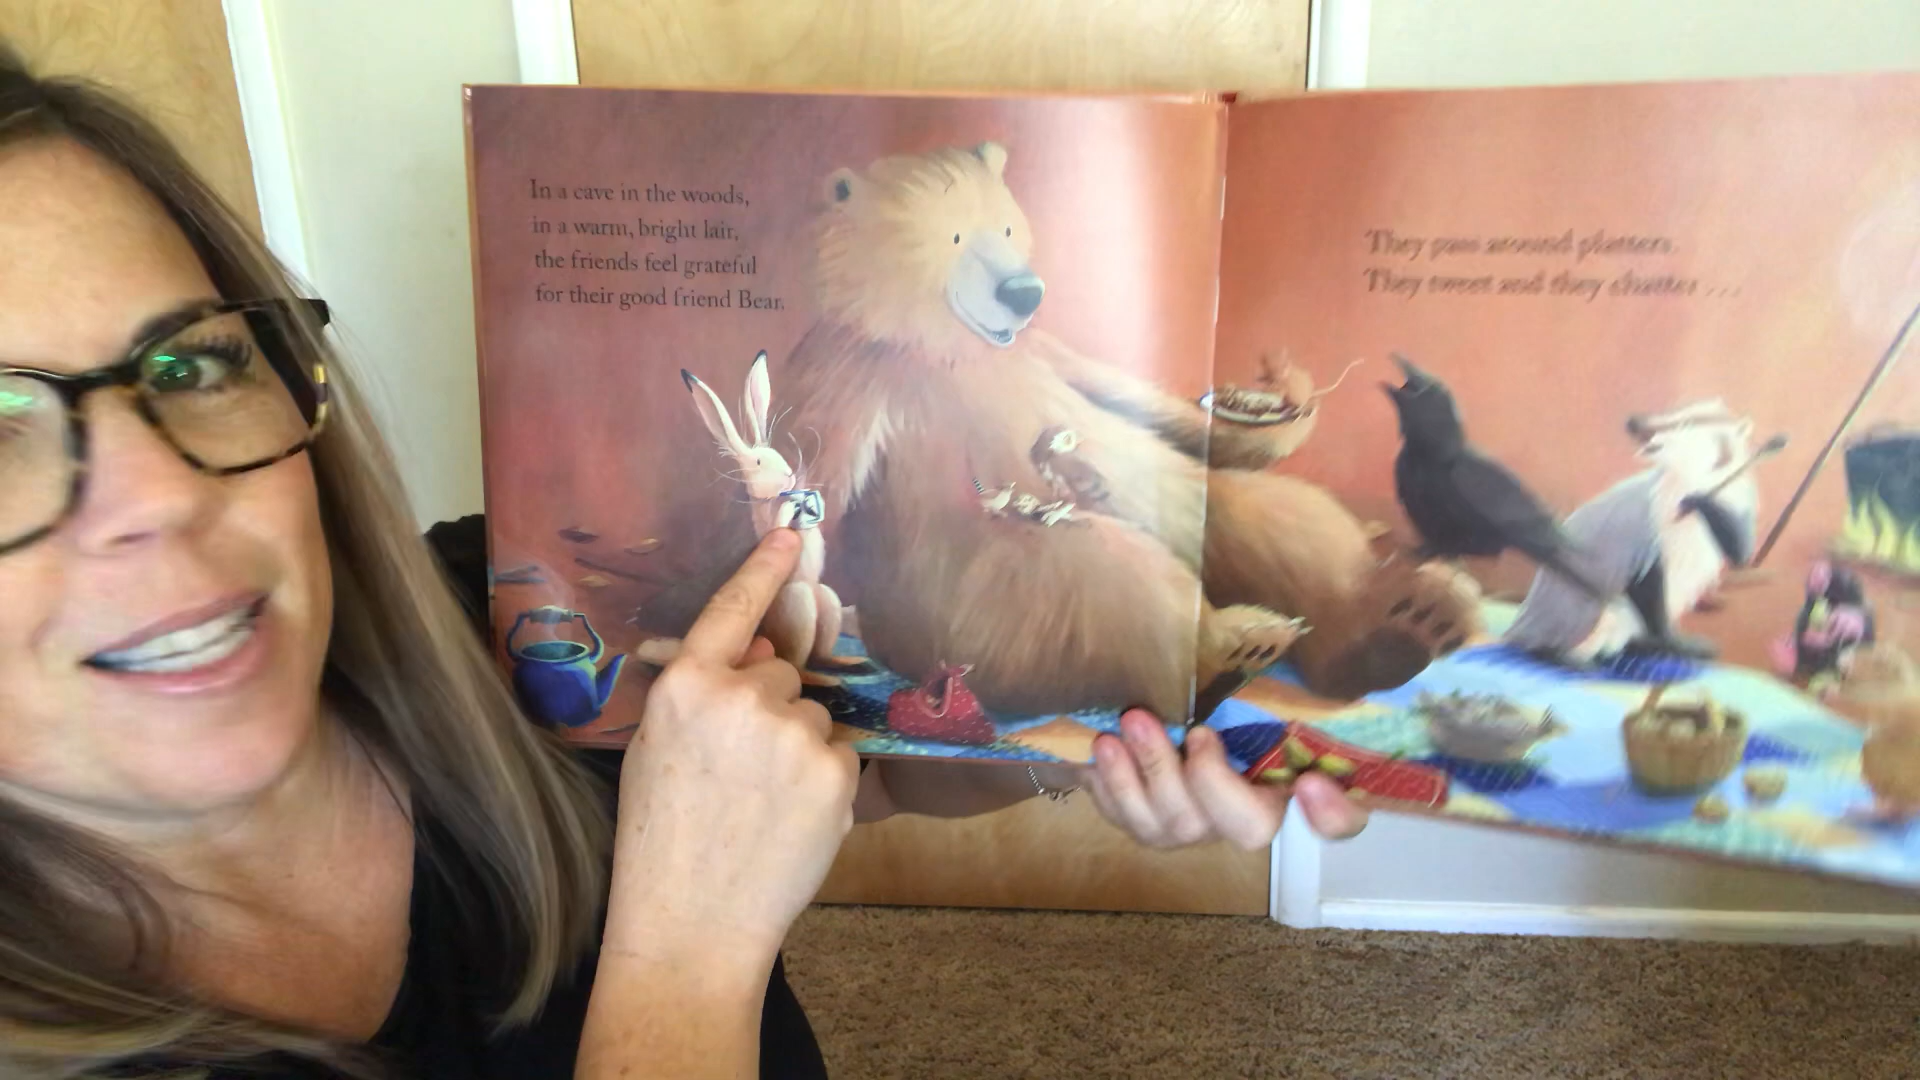 In a cave in the woods,
in a warm, bright lair,
the friends feel grateful
for their good friend Bear.
They pass around platters.
They tweet and they chatter . . .